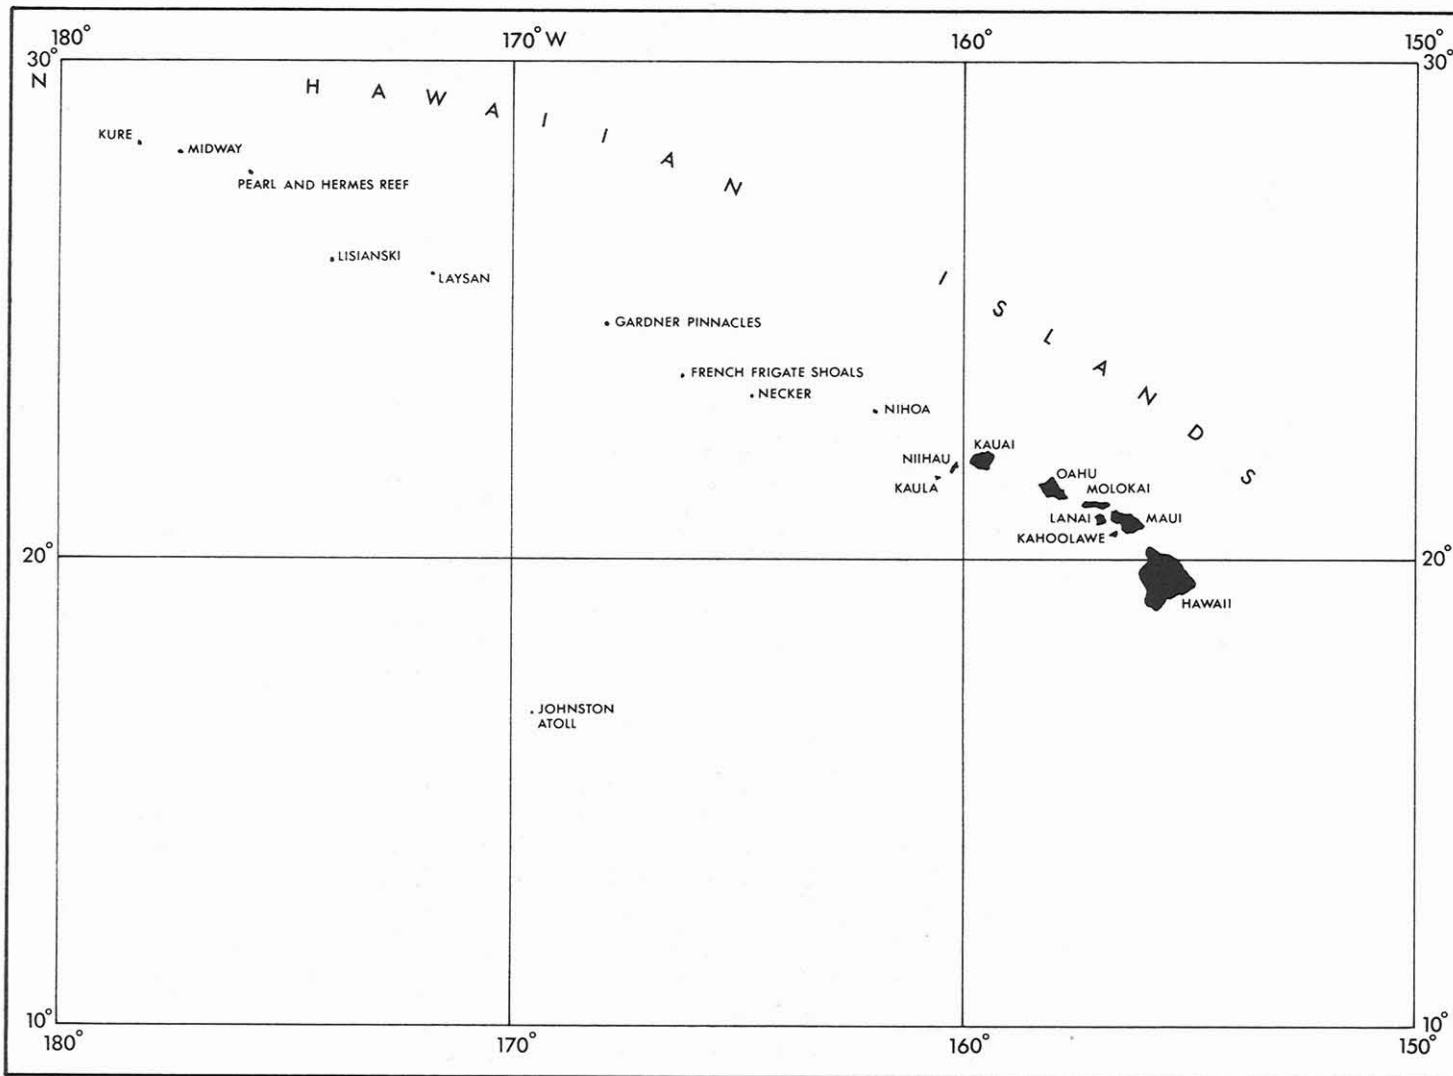 180° 170° W 160° 150°
30° 30°
N
H A W A I I A N
KURE
MIDWAY
PEARL AND HERMES REEF
LISIANSKI
LAYSAN
I S L A N D S
GARDNER PINNACLES
FRENCH FRIGATE SHOALS
NECKER
NIHOA
KAUAI
NIIHAU
KAULA
OAHU
MOLOKAI
LANAI
MAUI
KAHOOLAWE
20°
HAWAII
JOHNSTON
ATOLL
10° 10°
180° 170° 160° 150°